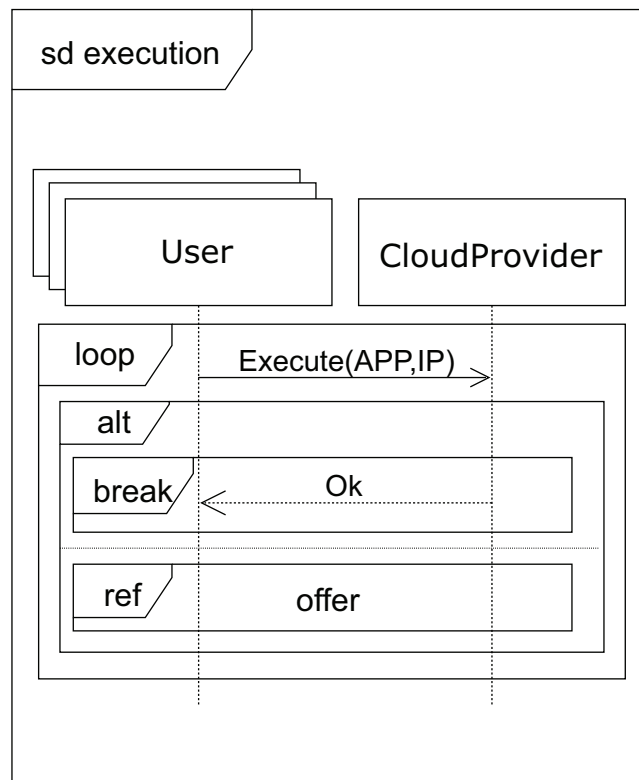 sd execution
User
CloudProvider
loop
Execute(APP,IP)
alt
break
Ok
ref
offer